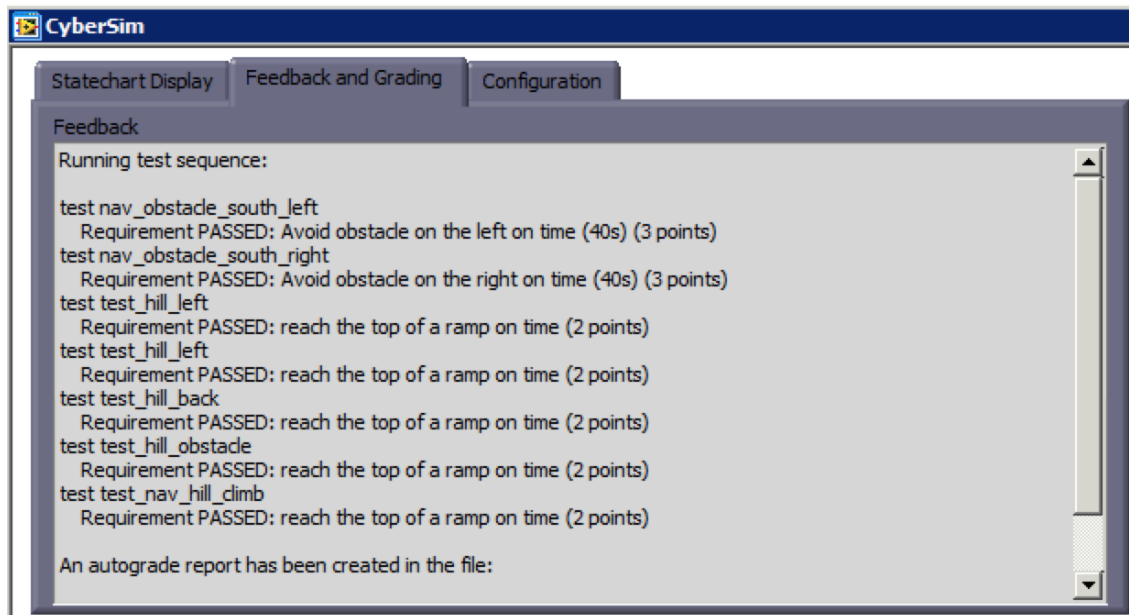 CyberSim
Statechart Display
Feedback and Grading
Configuration
Feedback
Running test sequence:
test nav_obstacle_south_left
Requirement PASSED: Avoid obstacle on the left on time (40s) (3 points)
test nav_obstacle_south_right
Requirement PASSED: Avoid obstacle on the right on time (40s) (3 points)
test test_hill_left
Requirement PASSED: reach the top of a ramp on time (2 points)
test test_hill_left
Requirement PASSED: reach the top of a ramp on time (2 points)
test test_hill_back
Requirement PASSED: reach the top of a ramp on time (2 points)
test test_hill_obstacle
Requirement PASSED: reach the top of a ramp on time (2 points)
test test_nav_hill_climb
Requirement PASSED: reach the top of a ramp on time (2 points)
An autograde report has been created in the file: